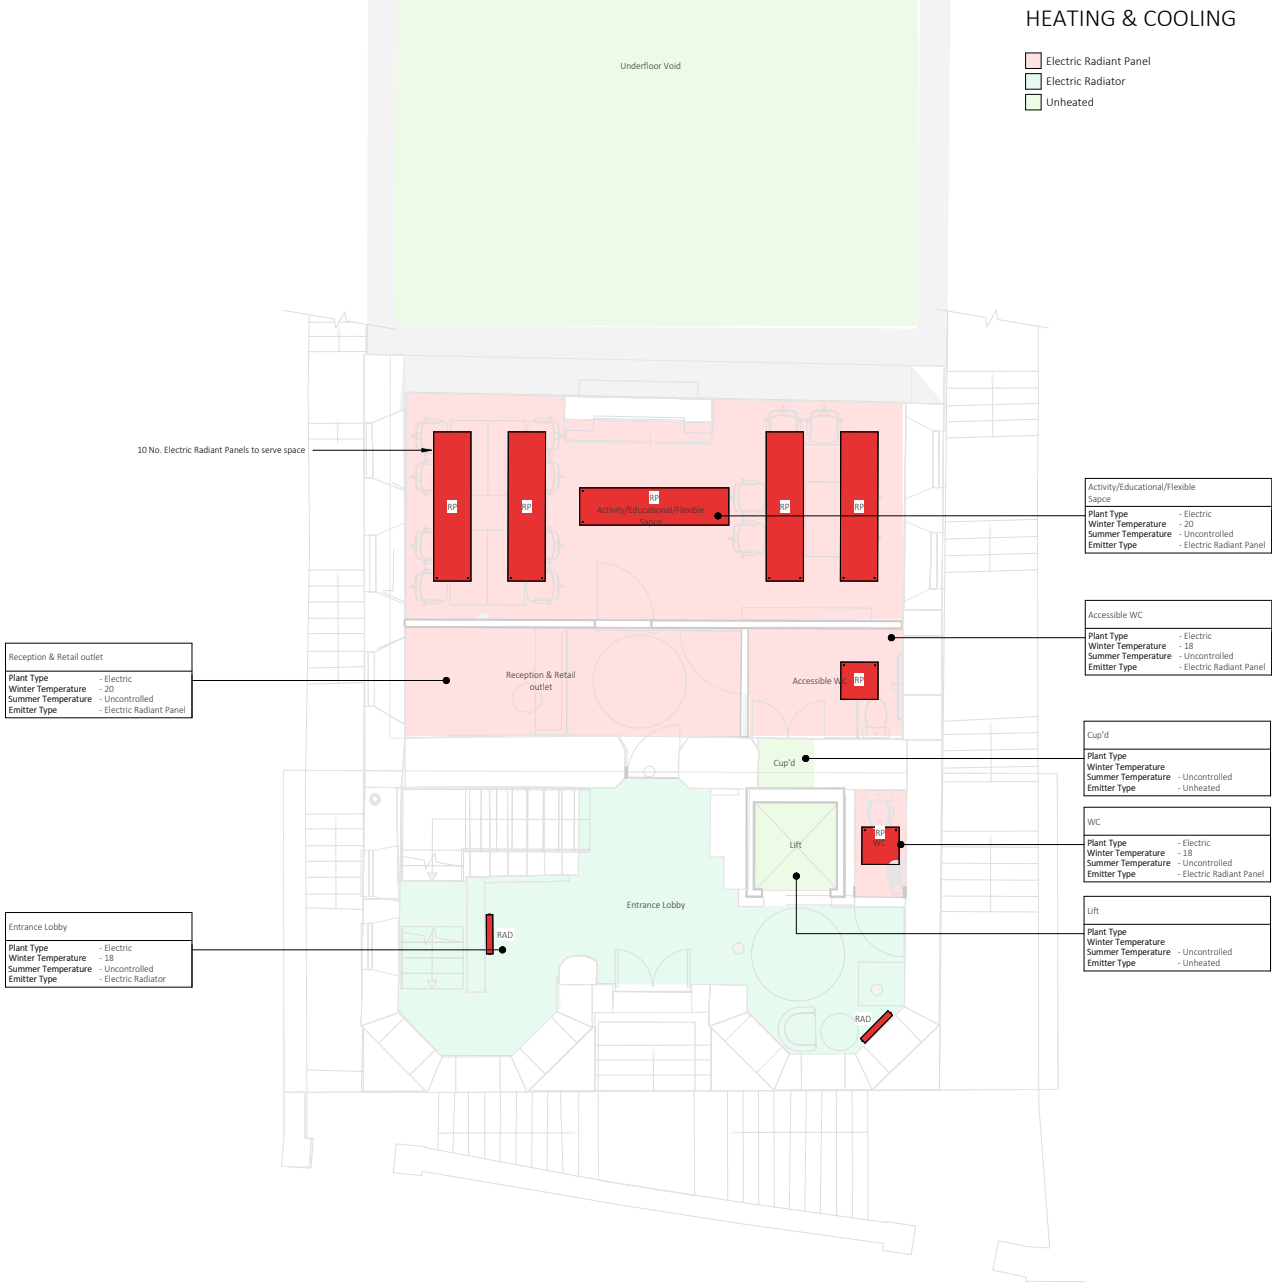 HEATING & COOLING
Electric Radiant Panel
Electric Radiator
Unheated
Underfloor Void
10 No. Electric Radiant Panels to serve space
RP
RP
RP
Activity/Educational/Flexible
Sapce
RP
RP
Activity/Educational/Flexible
Sapce
Plant Type - Electric
Winter Temperature - 20
Summer Temperature - Uncontrolled
Emitter Type - Electric Radiant Panel
Accessible WC
Plant Type - Electric
Winter Temperature - 18
Summer Temperature - Uncontrolled
Emitter Type - Electric Radiant Panel
Reception & Retail outlet
Plant Type - Electric
Winter Temperature - 20
Summer Temperature - Uncontrolled
Emitter Type - Electric Radiant Panel
Reception & Retail
outlet
Accessible WC
RP
Cup'd
Cup'd
Plant Type
Winter Temperature
Summer Temperature - Uncontrolled
Emitter Type - Unheated
Lift
RP
WC
WC
Plant Type - Electric
Winter Temperature - 18
Summer Temperature - Uncontrolled
Emitter Type - Electric Radiant Panel
Entrance Lobby
RAD
Lift
Plant Type
Winter Temperature
Summer Temperature - Uncontrolled
Emitter Type - Unheated
Entrance Lobby
Plant Type - Electric
Winter Temperature - 18
Summer Temperature - Uncontrolled
Emitter Type - Electric Radiator
RAD